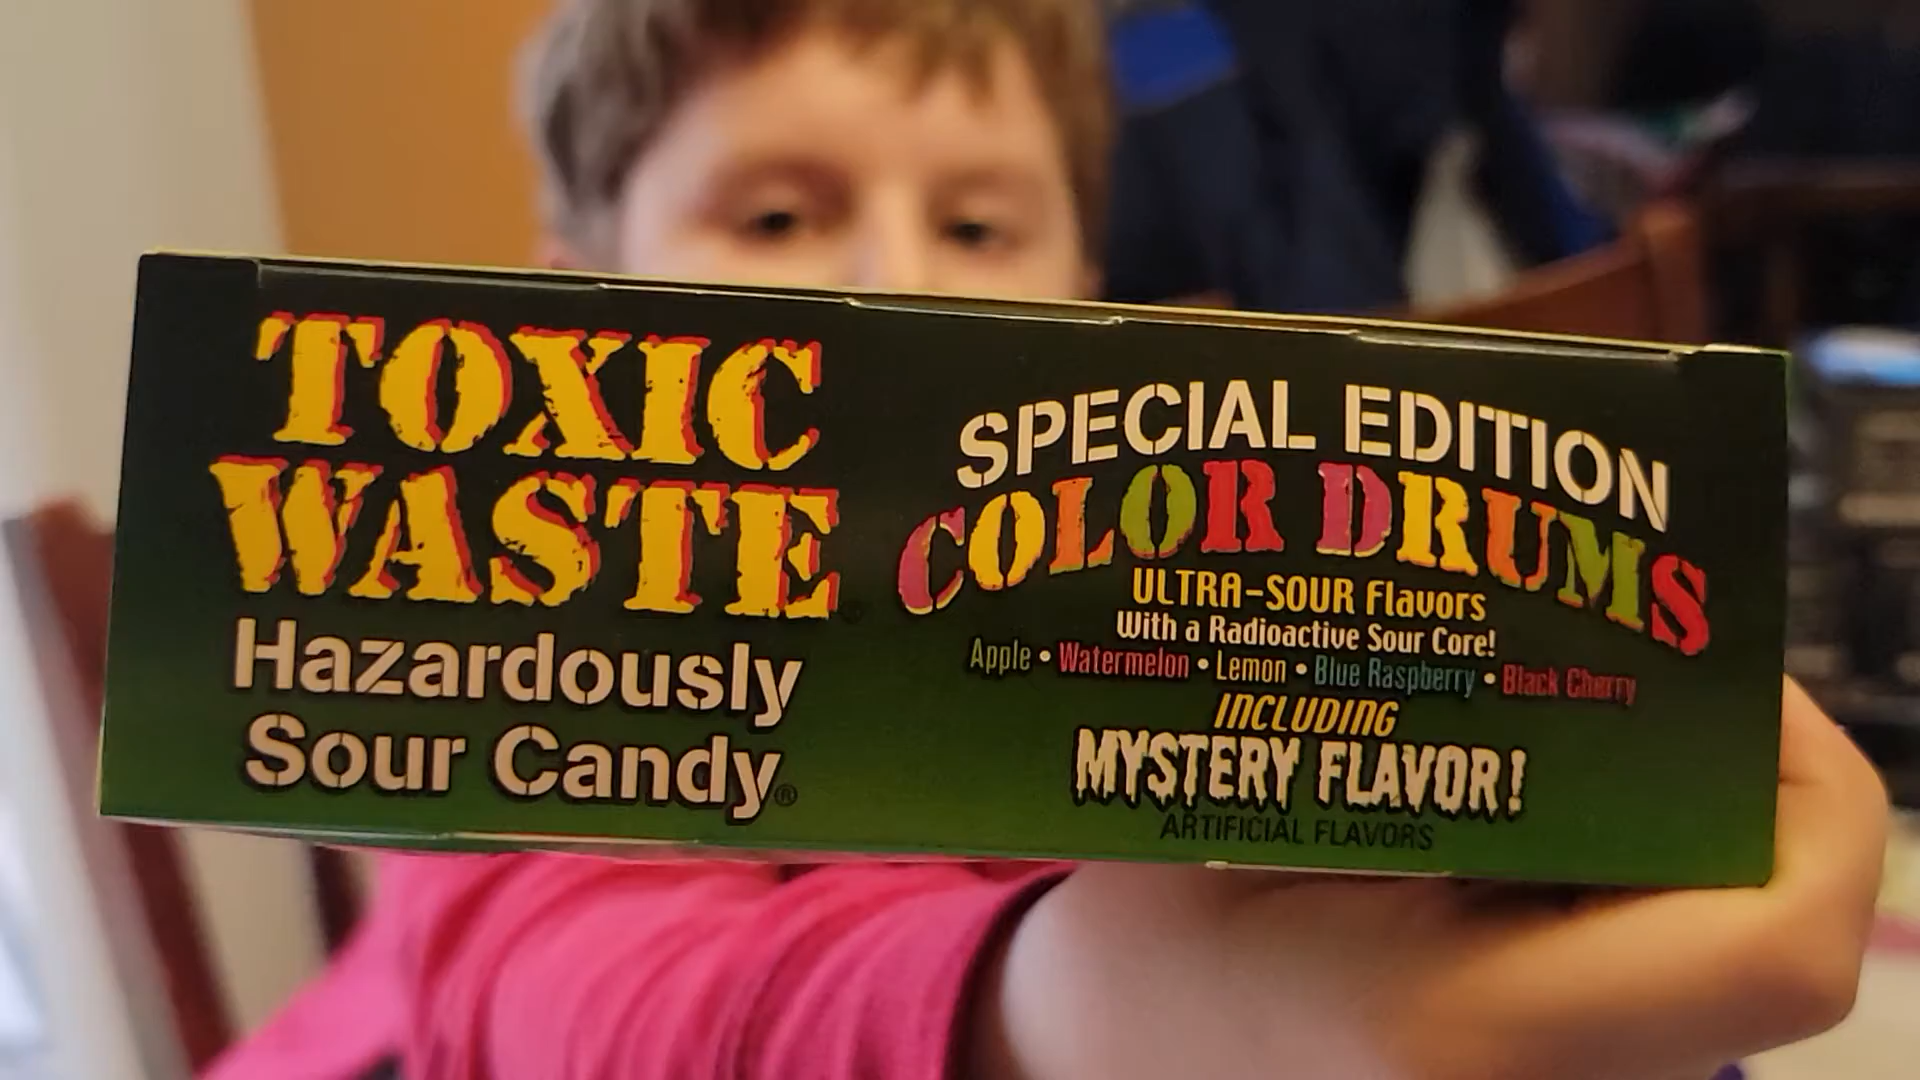 TOXIC
WASTE
Hazardously
Sour Candy®
SPECIAL EDITION
COLOR DRUMS
ULTRA-SOUR Flavors
With a Radioactive Sour Core!
Apple • Watermelon • Lemon • Blue Raspberry • Black Cherry
INCLUDING
MYSTERY FLAVOR!
ARTIFICIAL FLAVORS